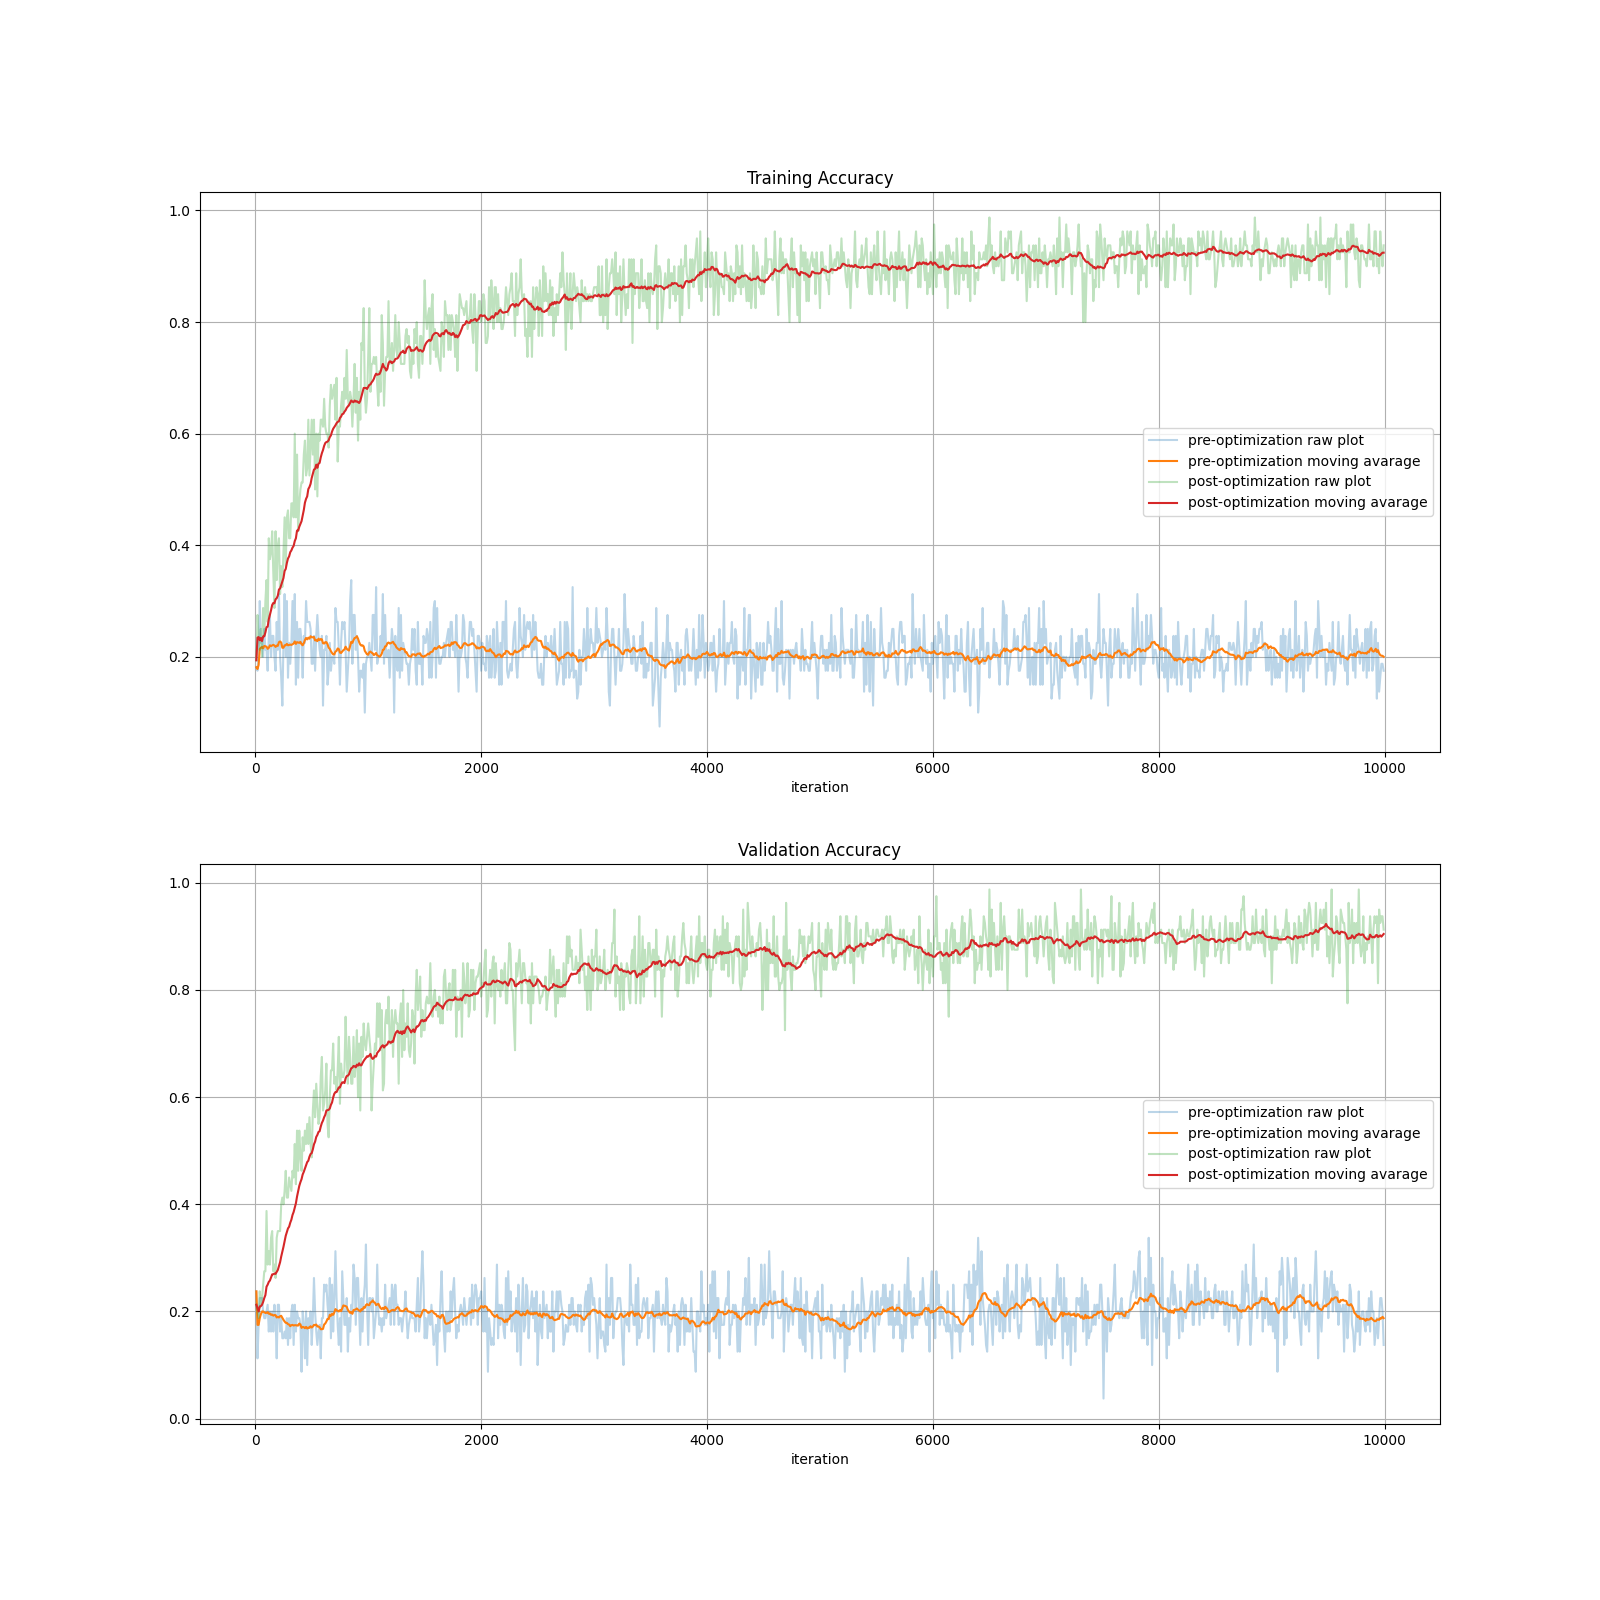 Training Accuracy
1.0
0.8
0.6
0.4
0.2
pre-optimization raw plot
pre-optimization moving avarage
post-optimization raw plot
post-optimization moving avarage
0 2000 4000 6000 8000 10000
iteration
Validation Accuracy
1.0
0.8
0.6
0.4
0.2
0.0
pre-optimization raw plot
pre-optimization moving avarage
post-optimization raw plot
post-optimization moving avarage
0 2000 4000 6000 8000 10000
iteration